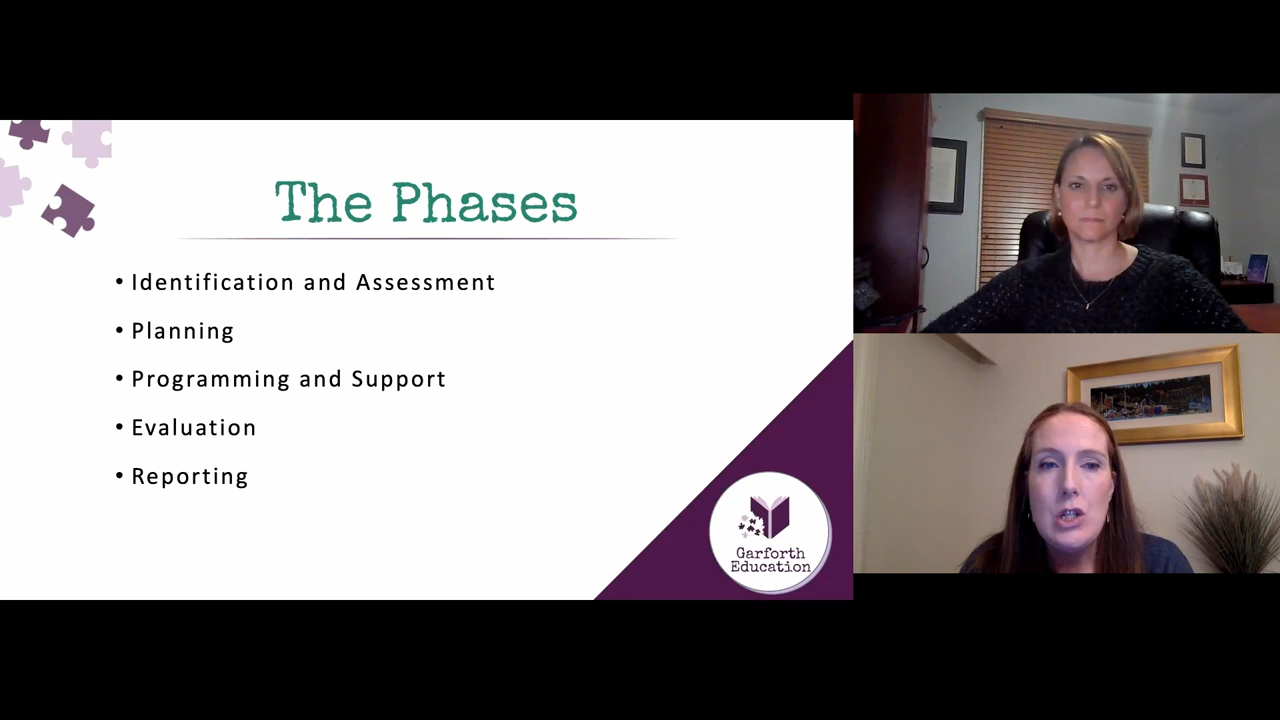 The Phases
• Identification and Assessment
• Planning
• Programming and Support
• Evaluation
• Reporting
Garforth
Education